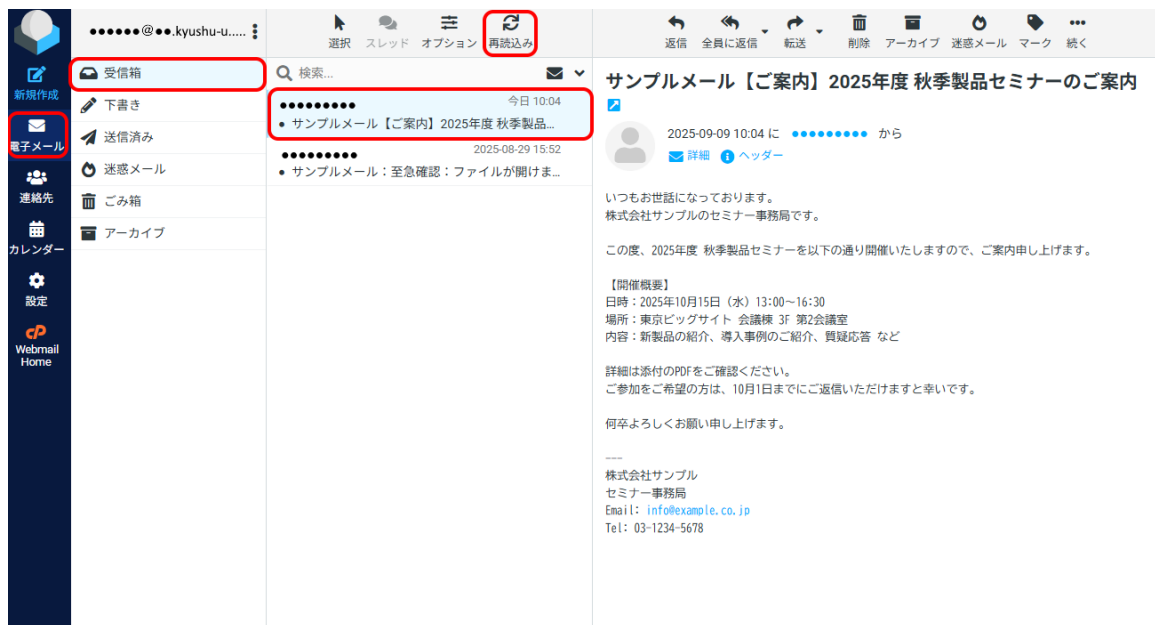 ●●●●●●@●●.kyushu-u.....
新規作成
電子メール
連絡先
カレンダー
設定
Webmail
Home
受信箱
下書き
送信済み
迷惑メール
ごみ箱
アーカイブ
選択 スレッド オプション 再読込み
検索...
●●●●●●●●● 今日 10:04
• サンプルメール【ご案内】2025年度 秋季製品...
●●●●●●●●● 2025-08-29 15:52
• サンプルメール：至急確認：ファイルが開けま...
返信 全員に返信 転送 削除 アーカイブ 迷惑メール マーク 続く
サンプルメール【ご案内】2025年度 秋季製品セミナーのご案内
2025-09-09 10:04 に ●●●●●●●●● から
詳細 ヘッダー
いつもお世話になっております。
株式会社サンプルのセミナー事務局です。
この度、2025年度 秋季製品セミナーを以下の通り開催いたしますので、ご案内申し上げます。
【開催概要】
日時：2025年10月15日（水）13:00～16:30
場所：東京ビッグサイト 会議棟 3F 第2会議室
内容：新製品の紹介、導入事例のご紹介、質疑応答 など
詳細は添付のPDFをご確認ください。
ご参加をご希望の方は、10月1日までにご返信いただけますと幸いです。
何卒よろしくお願い申し上げます。
---
株式会社サンプル
セミナー事務局
Email: info@example.co.jp
Tel: 03-1234-5678